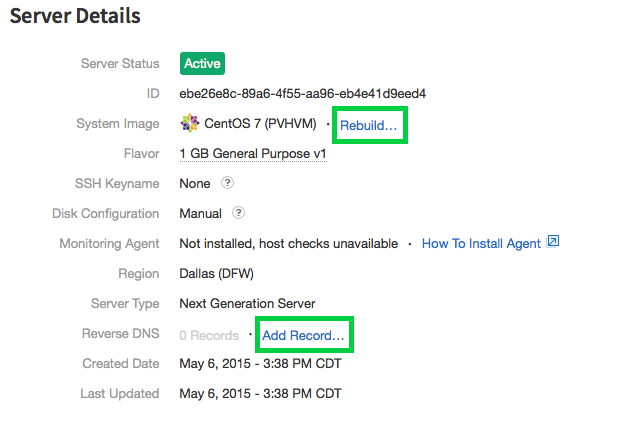 Server Details
Server Status Active
ID ebe26e8c-89a6-4f55-aa96-eb4e41d9eed4
System Image CentOS 7 (PVHVM) · Rebuild...
Flavor 1 GB General Purpose v1
SSH Keyname None ?
Disk Configuration Manual ?
Monitoring Agent Not installed, host checks unavailable · How To Install Agent
Region Dallas (DFW)
Server Type Next Generation Server
Reverse DNS 0 Records · Add Record...
Created Date May 6, 2015 - 3:38 PM CDT
Last Updated May 6, 2015 - 3:38 PM CDT